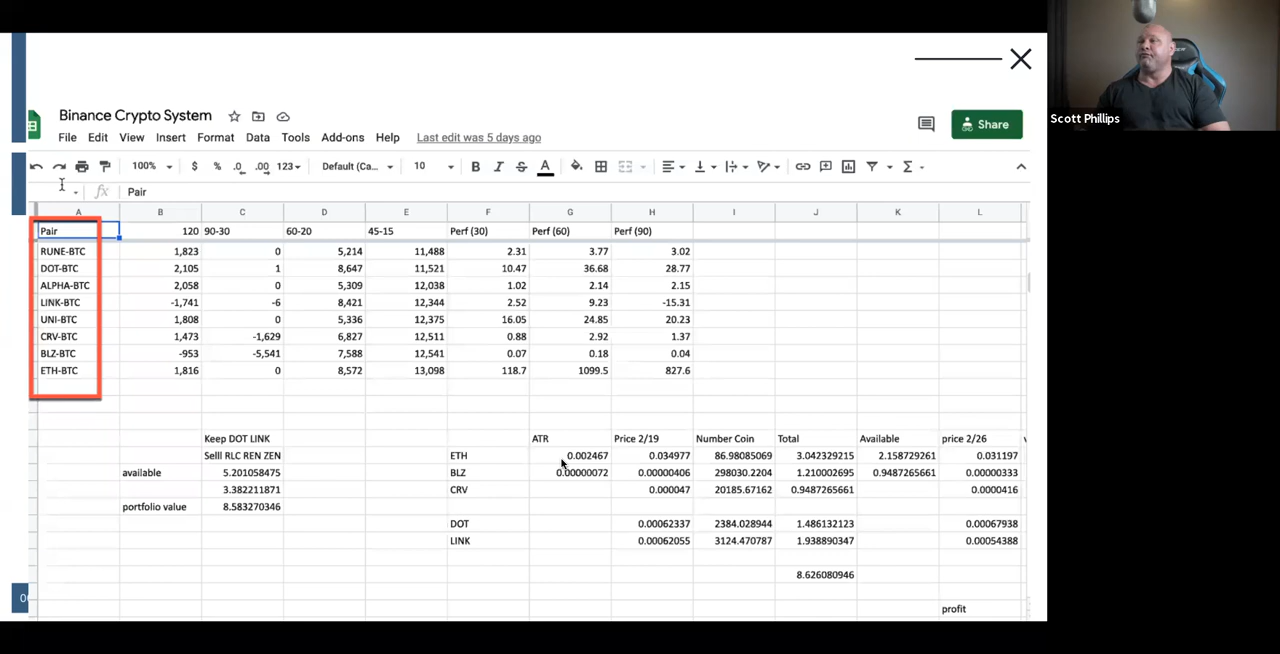 Scott Phillips
Binance Crypto System
File Edit View Insert Format Data Tools Add-ons Help Last edit was 5 days ago
Share
100% $ % .0 .00 123 Default (Ca... 10 B I S A Σ
fx Pair
A B C D E F G H I J K L
Pair 120 90-30 60-20 45-15 Perf (30) Perf (60) Perf (90)
RUNE-BTC 1,823 0 5,214 11,488 2.31 3.77 3.02
DOT-BTC 2,105 1 8,647 11,521 10.47 36.68 28.77
ALPHA-BTC 2,058 0 5,309 12,038 1.02 2.14 2.15
LINK-BTC -1,741 -6 8,421 12,344 2.52 9.23 -15.31
UNI-BTC 1,808 0 5,336 12,375 16.05 24.85 20.23
CRV-BTC 1,473 -1,629 6,827 12,511 0.88 2.92 1.37
BLZ-BTC -953 -5,541 7,588 12,541 0.07 0.18 0.04
ETH-BTC 1,816 0 8,572 13,098 118.7 1099.5 827.6
Keep DOT LINK ATR Price 2/19 Number Coin Total Available price 2/26
Selll RLC REN ZEN ETH 0.002467 0.034977 86.98085069 3.042329215 2.158729261 0.031197
available 5.201058475 BLZ 0.00000072 0.00000406 298030.2204 1.210002695 0.9487265661 0.00000333
3.382211871 CRV 0.000047 20185.67162 0.9487265661 0.0000416
portfolio value 8.583270346
DOT 0.00062337 2384.028944 1.486132123 0.00067938
LINK 0.00062055 3124.470787 1.938890347 0.00054388
8.626080946
profit